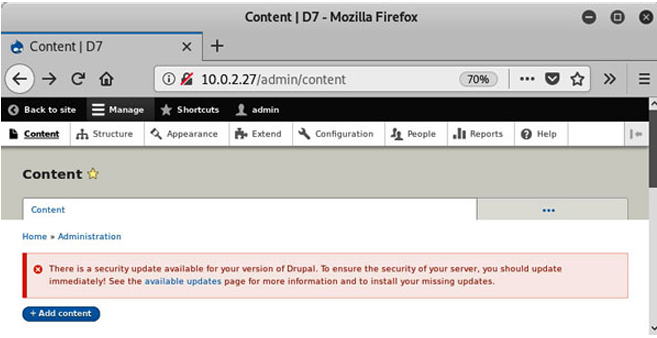 Content | D7 - Mozilla Firefox
Content | D7
10.0.2.27/admin/content 70%
Back to site Manage Shortcuts admin
Content Structure Appearance Extend Configuration People Reports Help
Content
Content
Home » Administration
There is a security update available for your version of Drupal. To ensure the security of your server, you should update
immediately! See the available updates page for more information and to install your missing updates.
+ Add content